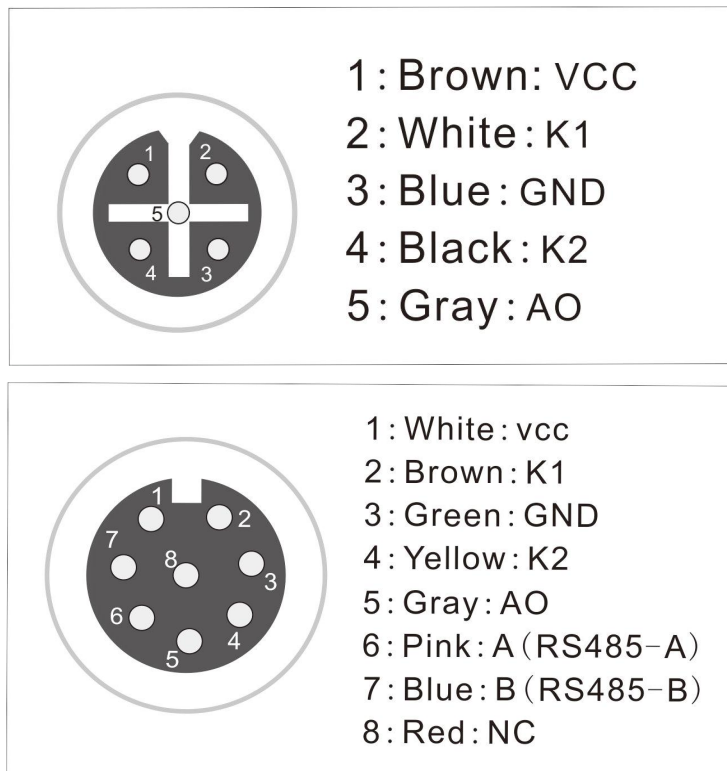 1: Brown: VCC
2: White: K1
3: Blue: GND
4: Black: K2
5: Gray: AO
1
2
5
4
3
1: White: vcc
2: Brown: K1
3: Green: GND
4: Yellow: K2
5: Gray: AO
6: Pink: A (RS485-A)
7: Blue: B (RS485-B)
8: Red: NC
1
2
7
8
3
6
4
5